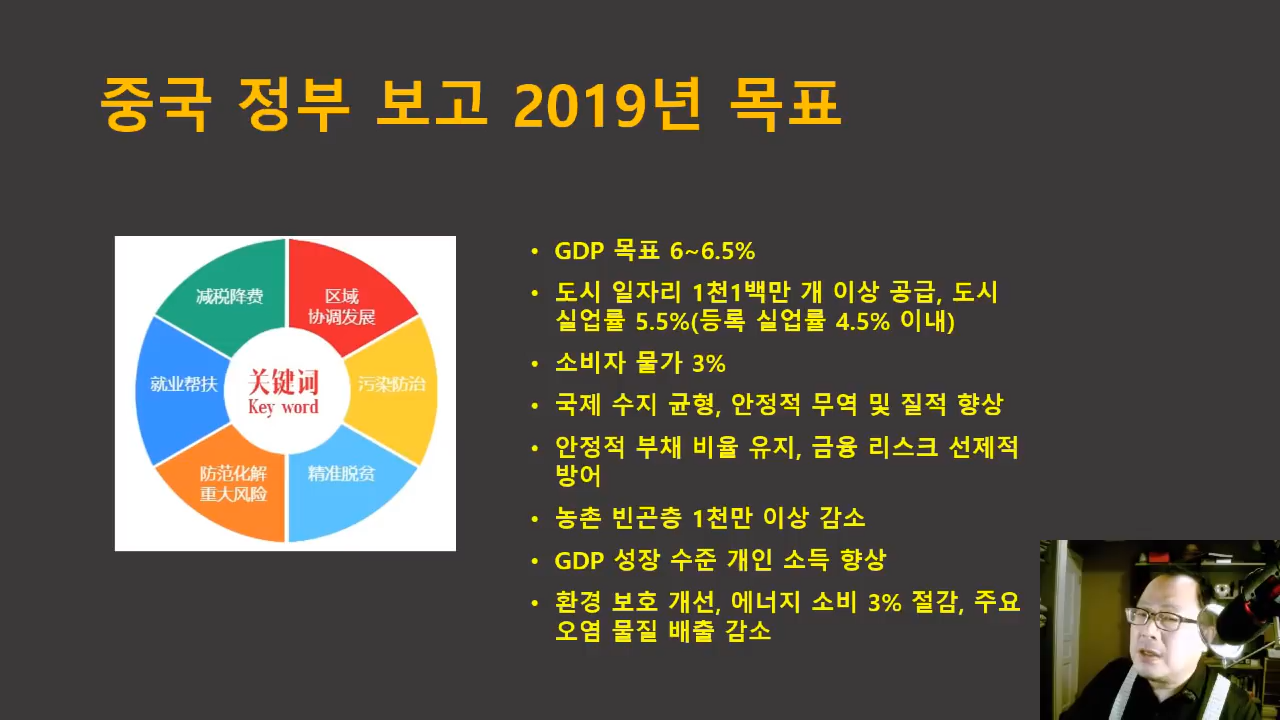 중국 정부 보고 2019년 목표
减税降费
区域
协调发展
就业帮扶
关键词
Key word
污染防治
防范化解
重大风险
精准脱贫
• GDP 목표 6~6.5%
• 도시 일자리 1천1백만 개 이상 공급, 도시
실업률 5.5%(등록 실업률 4.5% 이내)
• 소비자 물가 3%
• 국제 수지 균형, 안정적 무역 및 질적 향상
• 안정적 부채 비율 유지, 금융 리스크 선제적
방어
• 농촌 빈곤층 1천만 이상 감소
• GDP 성장 수준 개인 소득 향상
• 환경 보호 개선, 에너지 소비 3% 절감, 주요
오염 물질 배출 감소